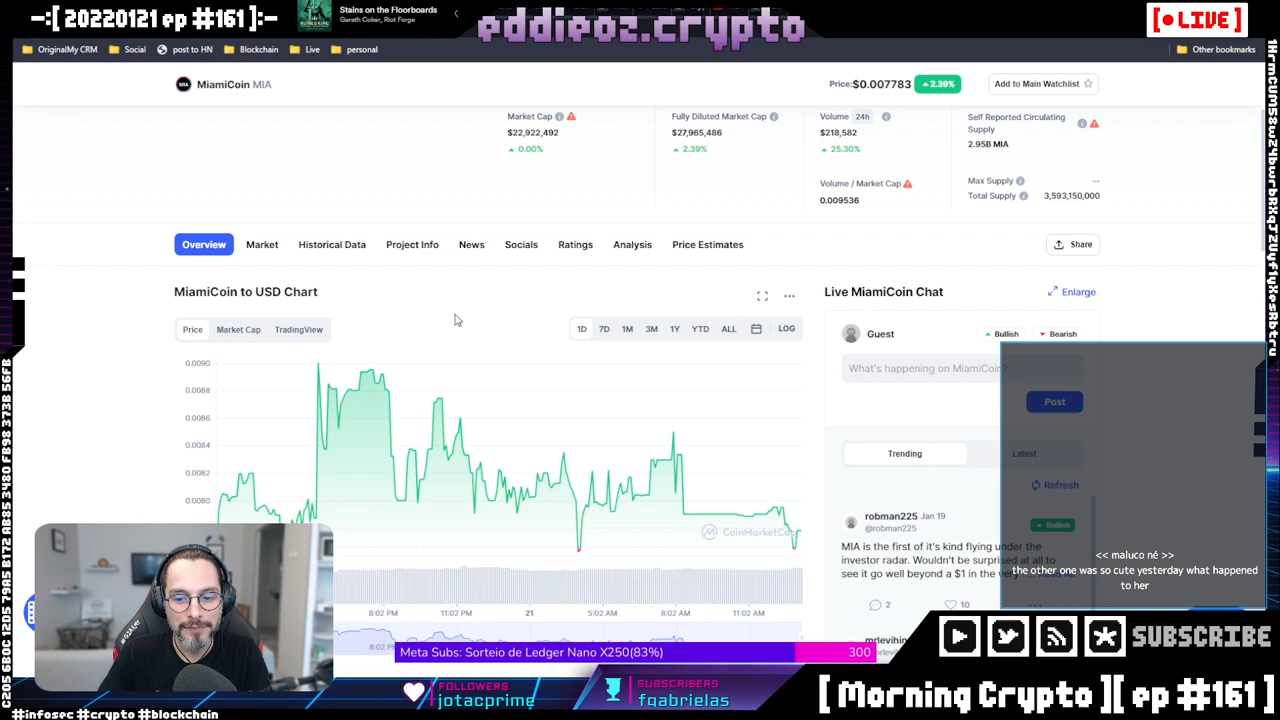 -:[ 20220121 ep #161 ]:-
Stains on the Floorboards
Gareth Coker, Riot Forge
eddieoz.crypto
[ • LIVE ]
OriginalMy CRM
Social
post to HN
Blockchain
Live
personal
Other bookmarks
MiamiCoin MIA
Price: $0.007783
2.39%
Add to Main Watchlist
Market Cap
$22,922,492
0.00%
Fully Diluted Market Cap
$27,965,486
2.39%
Volume 24h
$218,582
25.30%
Volume / Market Cap
0.009536
Self Reported Circulating
Supply
2.95B MIA
Max Supply --
Total Supply 3,593,150,000
Overview
Market
Historical Data
Project Info
News
Socials
Ratings
Analysis
Price Estimates
Share
MiamiCoin to USD Chart
Price
Market Cap
TradingView
1D
7D
1M
3M
1Y
YTD
ALL
LOG
0.0090
0.0088
0.0086
0.0084
0.0082
0.0080
CoinMarketCap
8:02 PM
11:02 PM
21
5:02 AM
8:02 AM
11:02 AM
8:02 P
Live MiamiCoin Chat
Enlarge
Guest
Bullish
Bearish
What's happening on MiamiCoin?
Post
Trending
Latest
Refresh
robman225 Jan 19
@robman225
Bullish
MIA is the first of it's kind flying under the
investor radar. Wouldn't be surprised at all to
see it go well beyond a $1 in the very Read All
2
10
<< maluco né >>
the other one was so cute yesterday what happened
to her
Meta Subs: Sorteio de Ledger Nano X250(83%)
300
FOLLOWERS
jotacprime
SUBSCRIBERS
fgabrielas
SUBSCRIBE
[ Morning Crypto ][ ep #161 ]
#infosec #crypto #blockchain